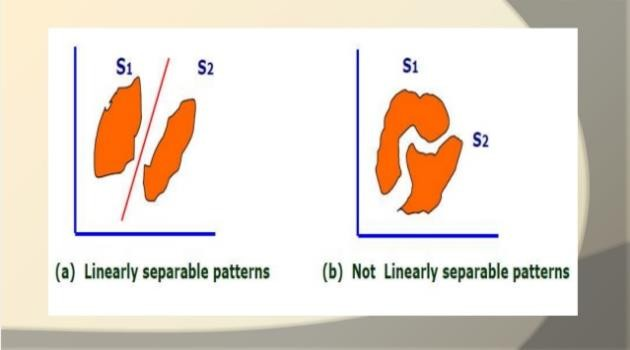 S1 S2
S1
S2
(a) Linearly separable patterns
(b) Not Linearly separable patterns